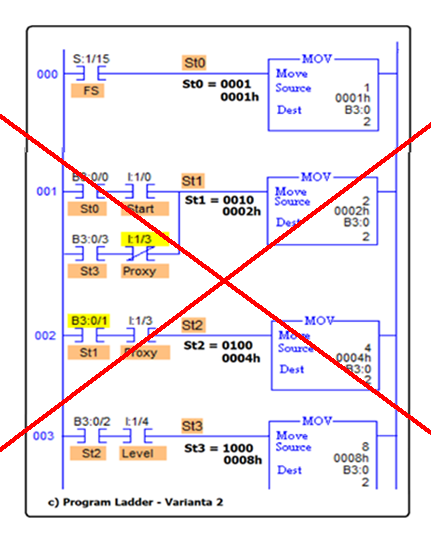 S:1/15 St0 MOV
000 Move
FS St0 = 0001 Source 1
0001h 0001h
Dest B3:0
2
B3:0/0 I:1/0 St1 MOV
001 Move
St0 Start St1 = 0010 Source 2
0002h 0002h
Dest B3:0
2
B3:0/3 I:1/3
St3 Proxy
B3:0/1 I:1/3 St2 MOV
002 Move
St1 Proxy St2 = 0100 Source 4
0004h 0004h
Dest B3:0
2
B3:0/2 I:1/4 St3 MOV
003 Move
St2 Level St3 = 1000 Source 8
0008h 0008h
Dest B3:0
2
c) Program Ladder - Varianta 2